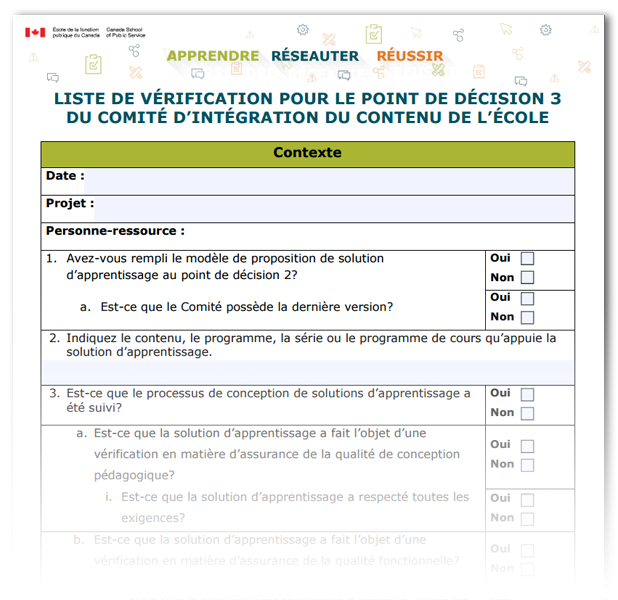 École de la fonction publique du Canada
Canada School of Public Service
APPRENDRE RÉSEAUTER RÉUSSIR
LISTE DE VÉRIFICATION POUR LE POINT DE DÉCISION 3
DU COMITÉ D'INTÉGRATION DU CONTENU DE L'ÉCOLE
Contexte
Date :
Projet :
Personne-ressource :
1. Avez-vous rempli le modèle de proposition de solution
d'apprentissage au point de décision 2?
Oui
Non
a. Est-ce que le Comité possède la dernière version?
Oui
Non
2. Indiquez le contenu, le programme, la série ou le programme de cours qu'appuie la
solution d'apprentissage.
3. Est-ce que le processus de conception de solutions d'apprentissage a
été suivi?
Oui
Non
a. Est-ce que la solution d'apprentissage a fait l'objet d'une
vérification en matière d'assurance de la qualité de conception
pédagogique?
Oui
Non
i. Est-ce que la solution d'apprentissage a respecté toutes les
exigences?
Oui
Non
b. Est-ce que la solution d'apprentissage a fait l'objet d'une
vérification en matière d'assurance de la qualité fonctionnelle?
Oui
Non